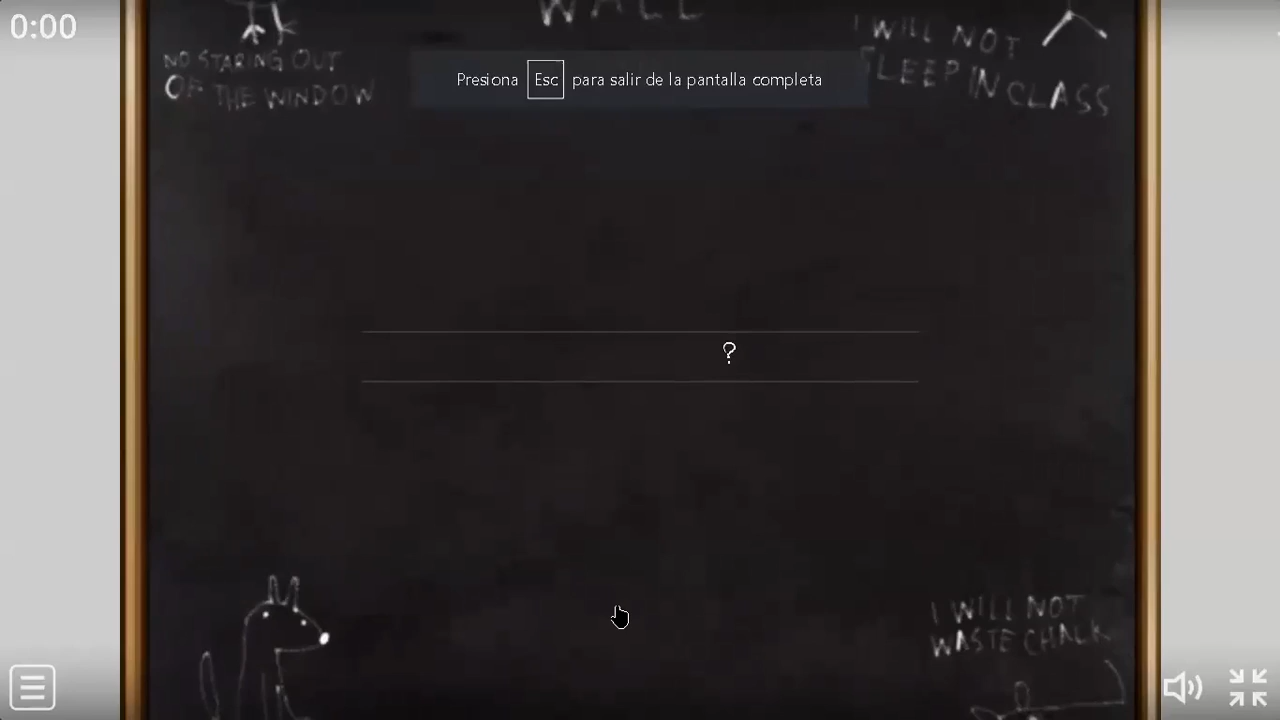 0:00
WALL
NO STARING OUT
OF THE WINDOW
I WILL NOT
SLEEP IN CLASS
Presiona Esc para salir de la pantalla completa
?
I WILL NOT
WASTE CHALK